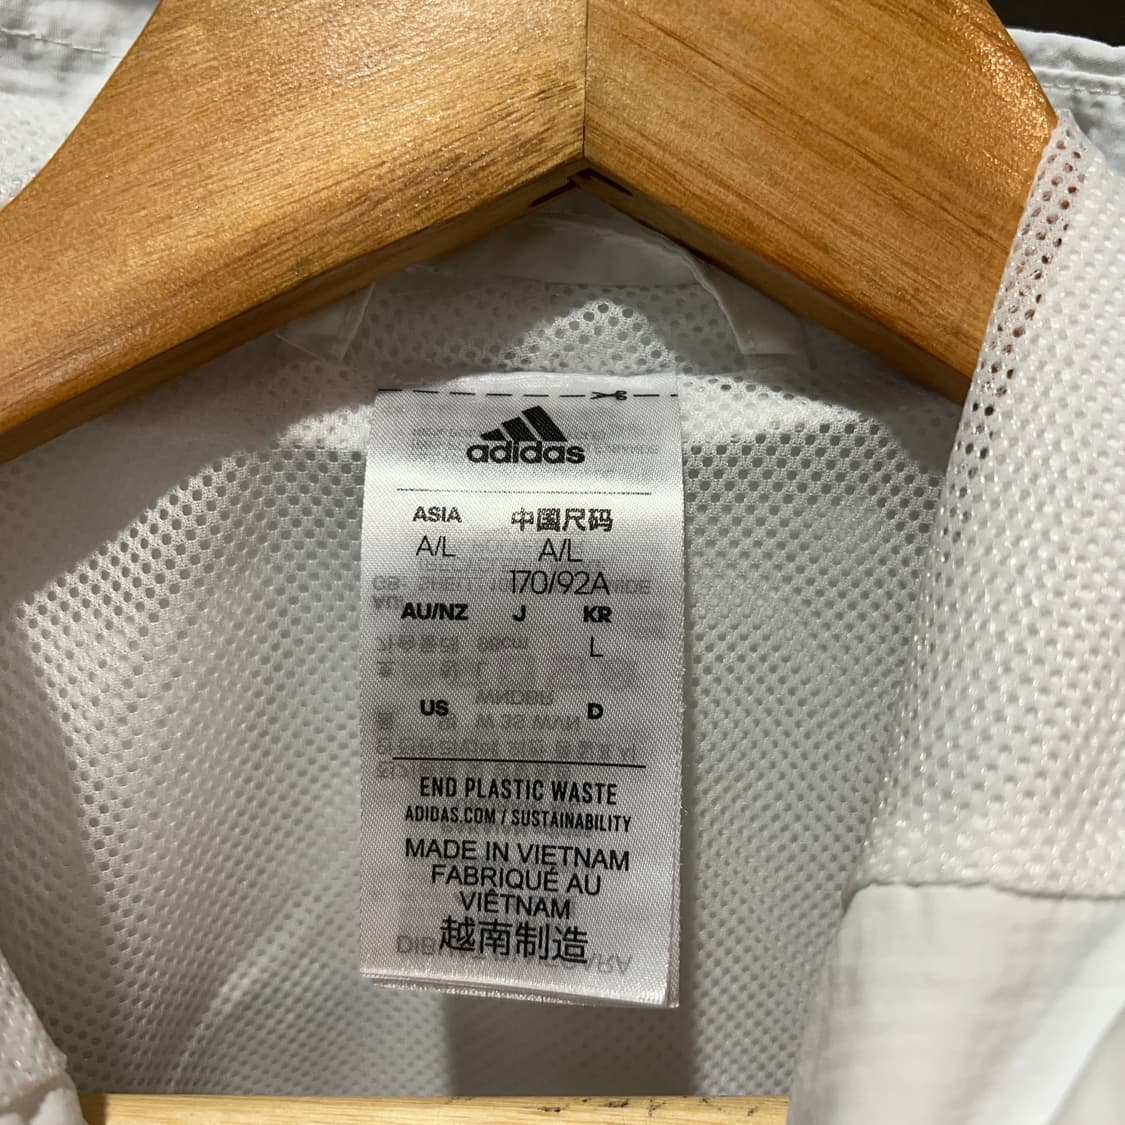 adidas
ASIA 中国尺码
A/L A/L
170/92A
AU/NZ J KR
L
US D
END PLASTIC WASTE
ADIDAS.COM / SUSTAINABILITY
MADE IN VIETNAM
FABRIQUÉ AU
VIÊTNAM
越南制造